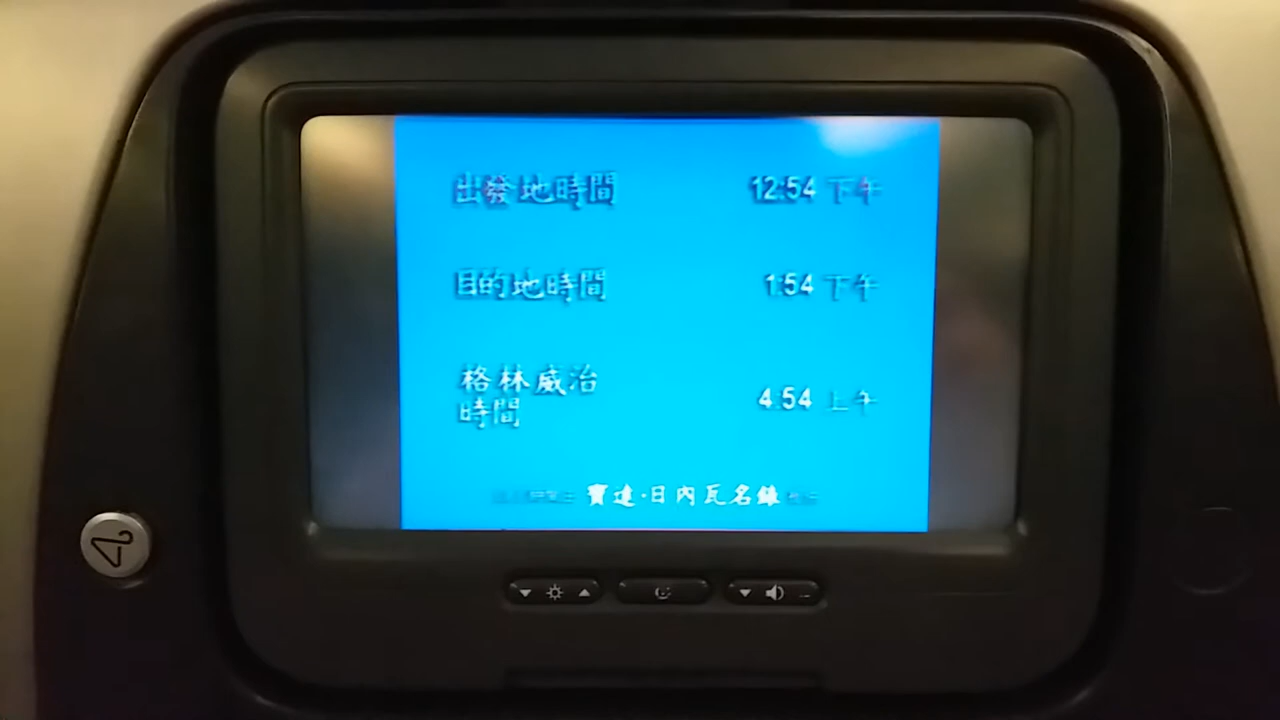 出發地時間 12:54 下午
目的地時間 1:54 下午
格林威治
時間 4:54 上午
寶達·日內瓦名錶